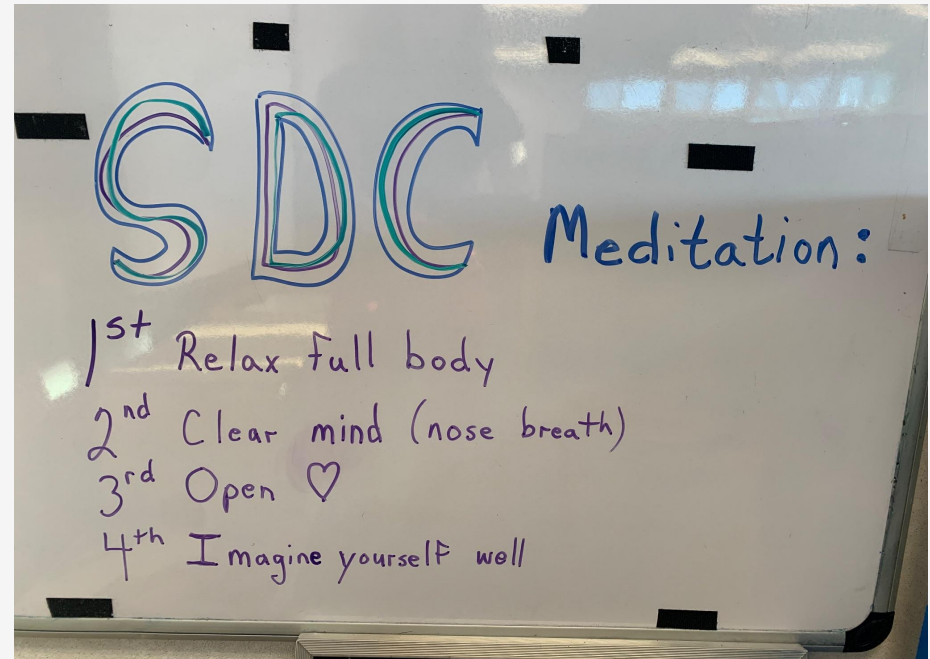 SDC Meditation:
1st Relax full body
2nd Clear mind (nose breath)
3rd Open ♡
4th Imagine yourself well